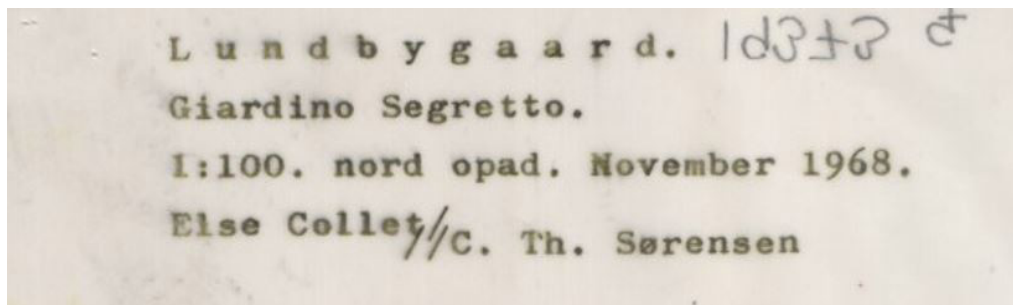 L u n d b y g a a r d.
Giardino Segretto.
1:100. nord opad. November 1968.
Else Collet//C. Th. Sørensen